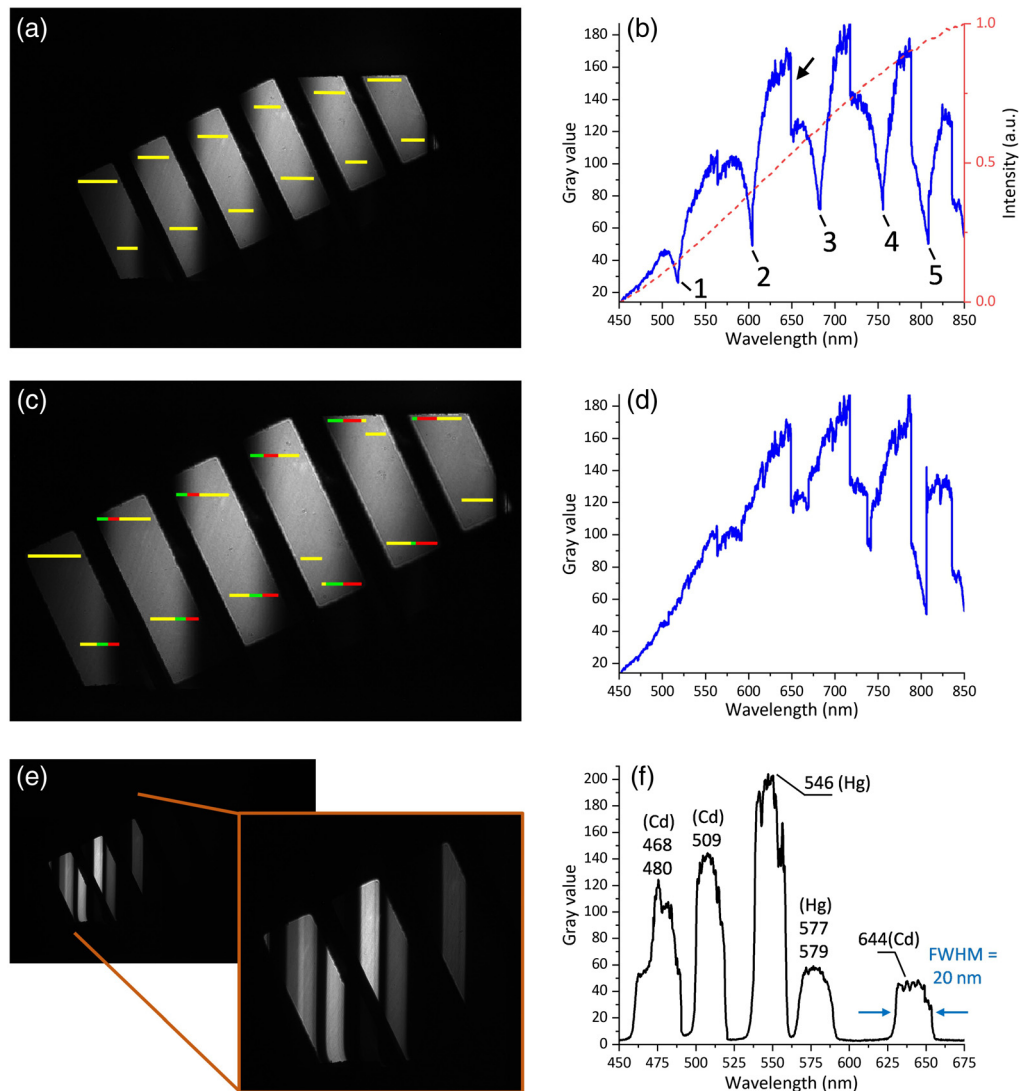 (a)
(b)
180
160
140
120
100
80
60
40
20
Gray value
1
2
3
4
5
1.0
0.5
0.0
Intensity (a.u.)
450 500 550 600 650 700 750 800 850
Wavelength (nm)
(c)
(d)
180
160
140
120
100
80
60
40
20
Gray value
450 500 550 600 650 700 750 800 850
Wavelength (nm)
(e)
(f)
200
180
160
140
120
100
80
60
40
20
0
Gray value
(Cd)
468
480
(Cd)
509
546 (Hg)
(Hg)
577
579
644(Cd)
FWHM =
20 nm
450 475 500 525 550 575 600 625 650 675
Wavelength (nm)